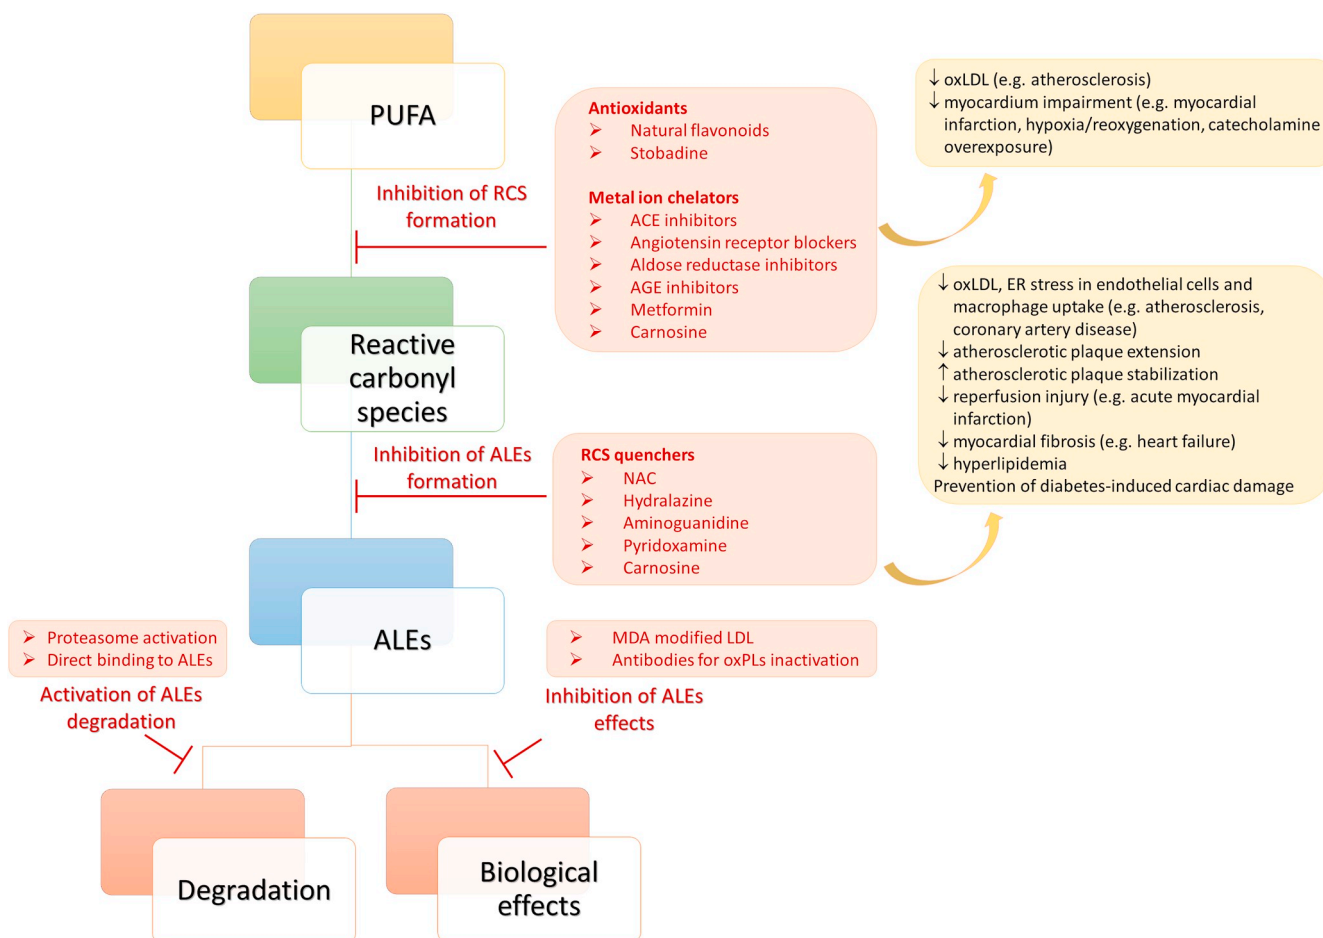 PUFA
Inhibition of RCS
formation
Antioxidants
➢ Natural flavonoids
➢ Stobadine
Metal ion chelators
➢ ACE inhibitors
➢ Angiotensin receptor blockers
➢ Aldose reductase inhibitors
➢ AGE inhibitors
➢ Metformin
➢ Carnosine
↓ oxLDL (e.g. atherosclerosis)
↓ myocardium impairment (e.g. myocardial
infarction, hypoxia/reoxygenation, catecholamine
overexposure)
Reactive
carbonyl
species
↓ oxLDL, ER stress in endothelial cells and
macrophage uptake (e.g. atherosclerosis,
coronary artery disease)
↓ atherosclerotic plaque extension
↑ atherosclerotic plaque stabilization
↓ reperfusion injury (e.g. acute myocardial
infarction)
↓ myocardial fibrosis (e.g. heart failure)
↓ hyperlipidemia
Prevention of diabetes-induced cardiac damage
Inhibition of ALEs
formation
RCS quenchers
➢ NAC
➢ Hydralazine
➢ Aminoguanidine
➢ Pyridoxamine
➢ Carnosine
ALEs
➢ Proteasome activation
➢ Direct binding to ALEs
Activation of ALEs
degradation
➢ MDA modified LDL
➢ Antibodies for oxPLs inactivation
Inhibition of ALEs
effects
Degradation
Biological
effects